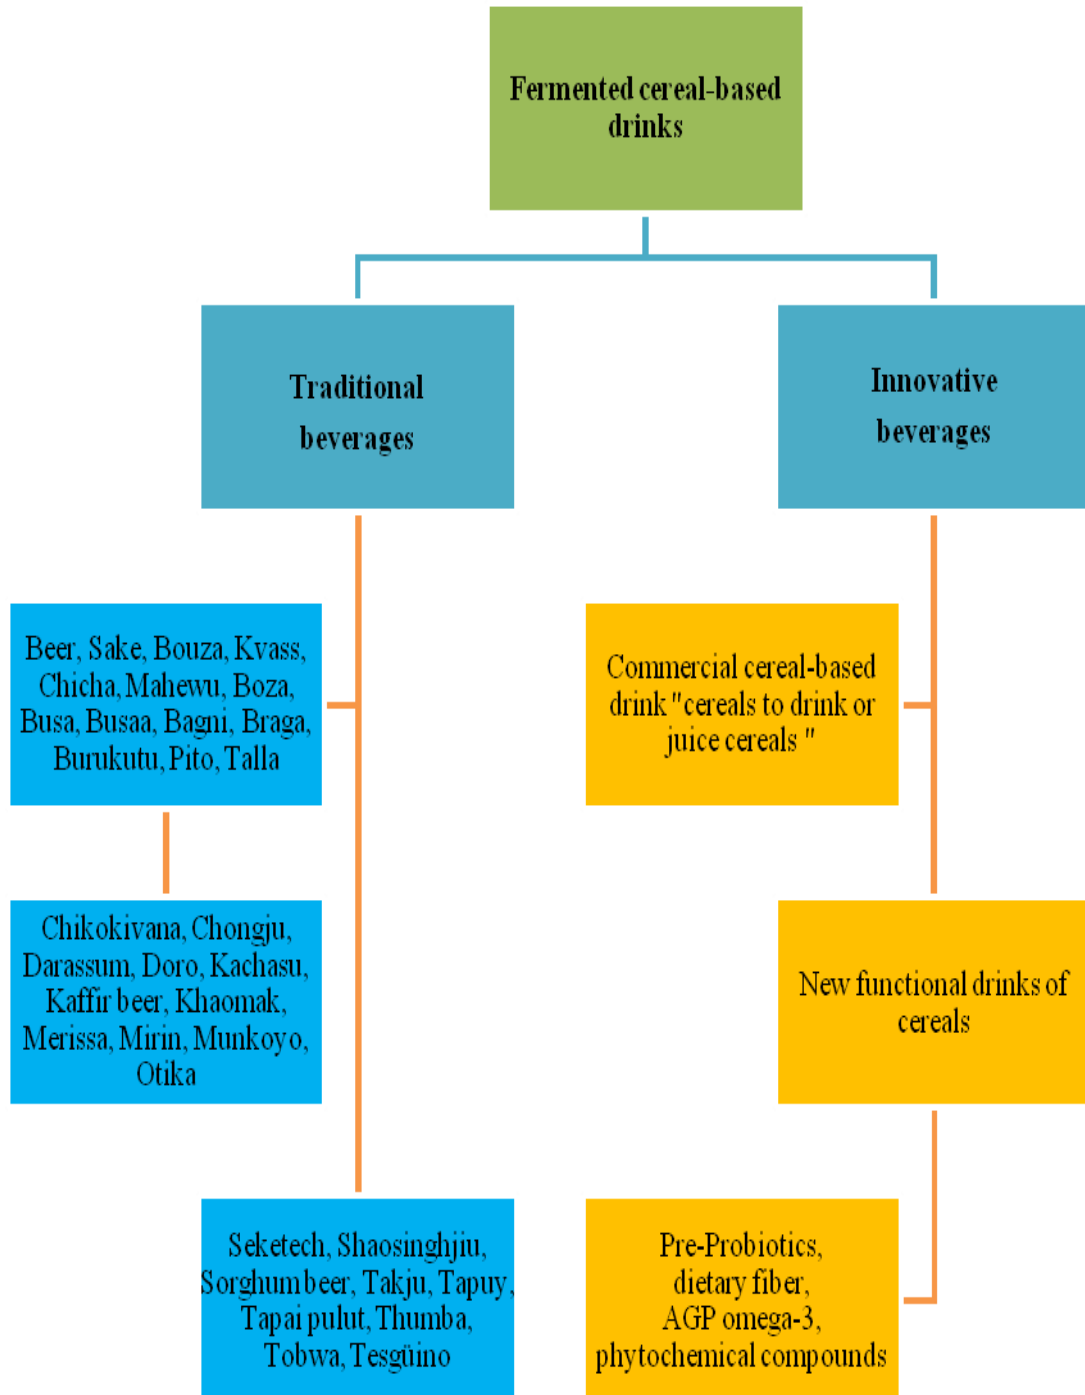 Fermented cereal-based
drinks
Traditional
beverages
Innovative
beverages
Beer, Sake, Bouza, Kvass,
Chicha, Mahewu, Boza,
Busa, Busaa, Bagni, Braga,
Burukutu, Pito, Talla
Commercial cereal-based
drink "cereals to drink or
juice cereals "
Chikokivana, Chongju,
Darassum, Doro, Kachasu,
Kaffir beer, Khaomak,
Merissa, Mirin, Munkoyo,
Otika
New functional drinks of
cereals
Seketech, Shaosinghjiu,
Sorghum beer, Takju, Tapuy,
Tapai pulut, Thumba,
Tobwa, Tesgüino
Pre-Probiotics,
dietary fiber,
AGP omega-3,
phytochemical compounds